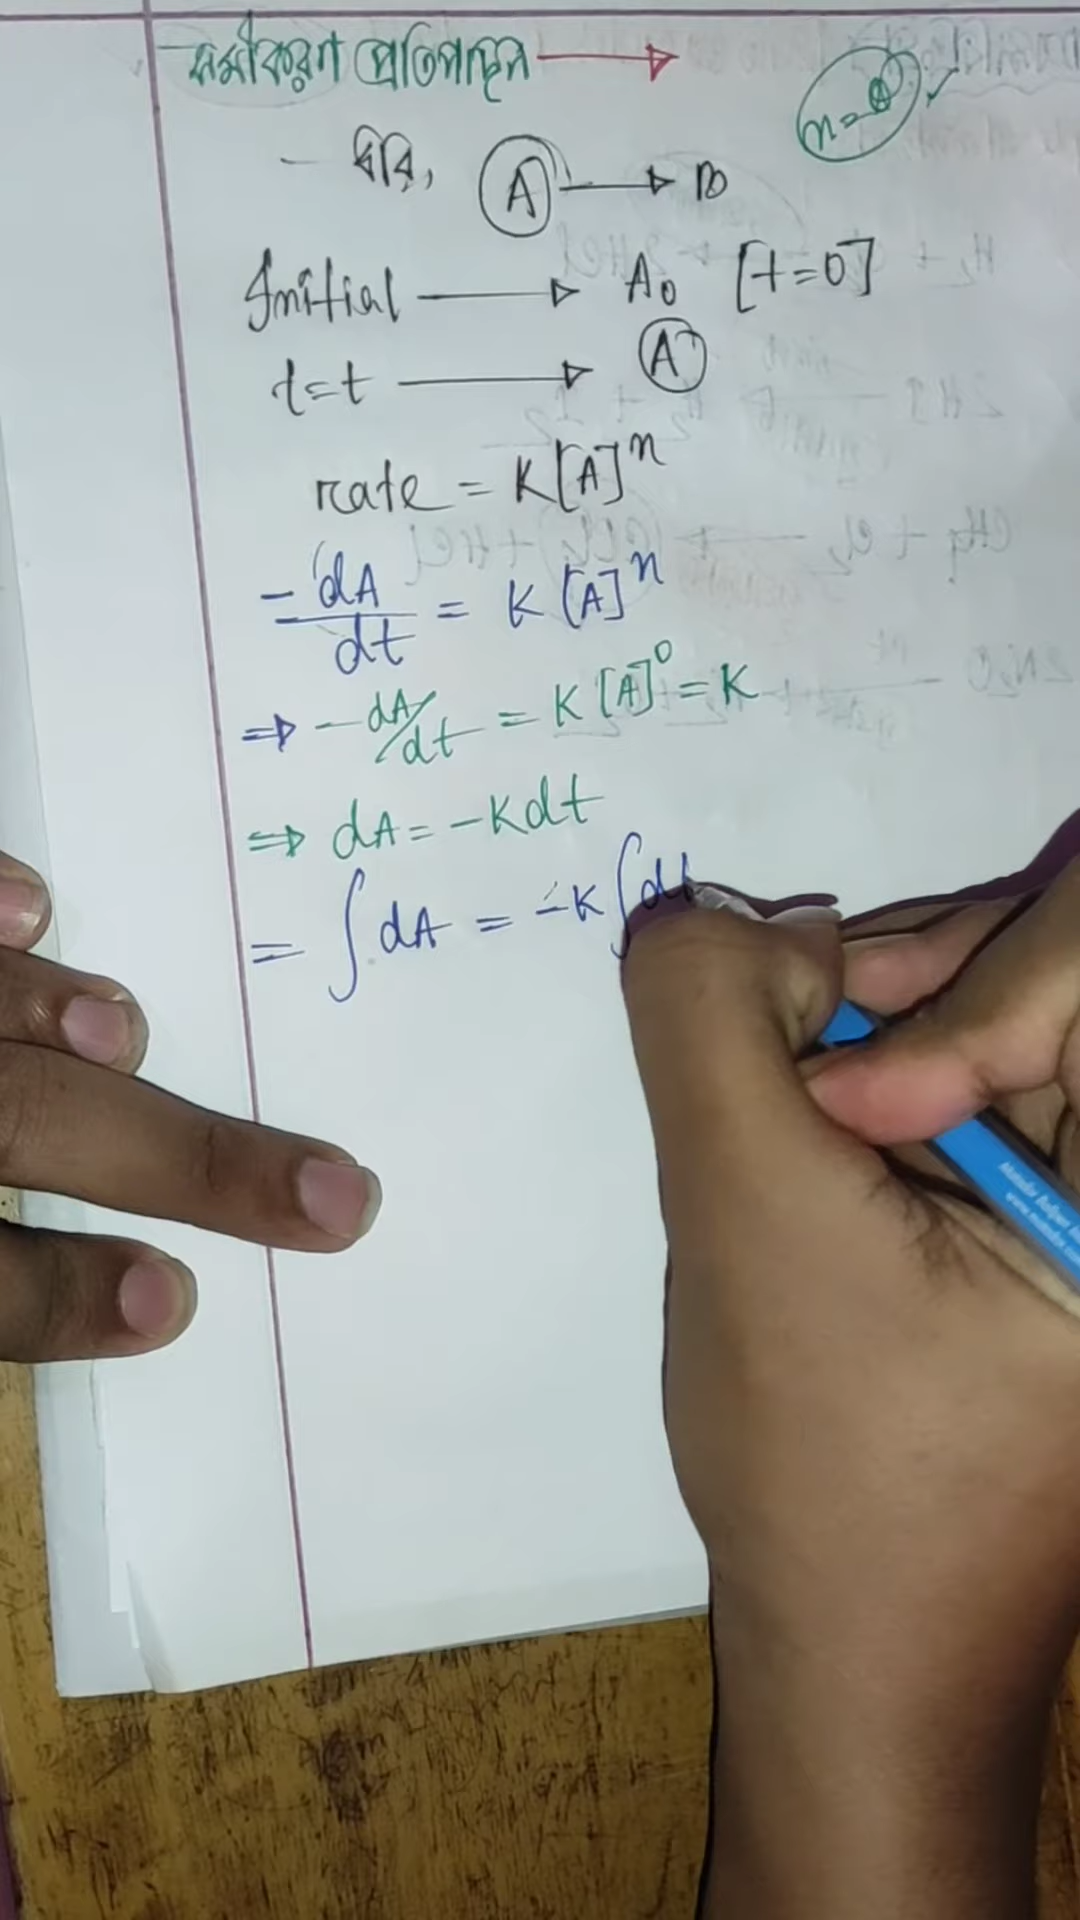 সমীকরণ প্রতিপাদন →
n=0 ✓
— ধরি, A → B
Initial → A₀ [t=0]
t=t → A
rate = K[A]ⁿ
-dA/dt = K[A]ⁿ
⇒ -dA/dt = K[A]⁰ = K
⇒ dA = -Kdt
= ∫dA = -K∫dt